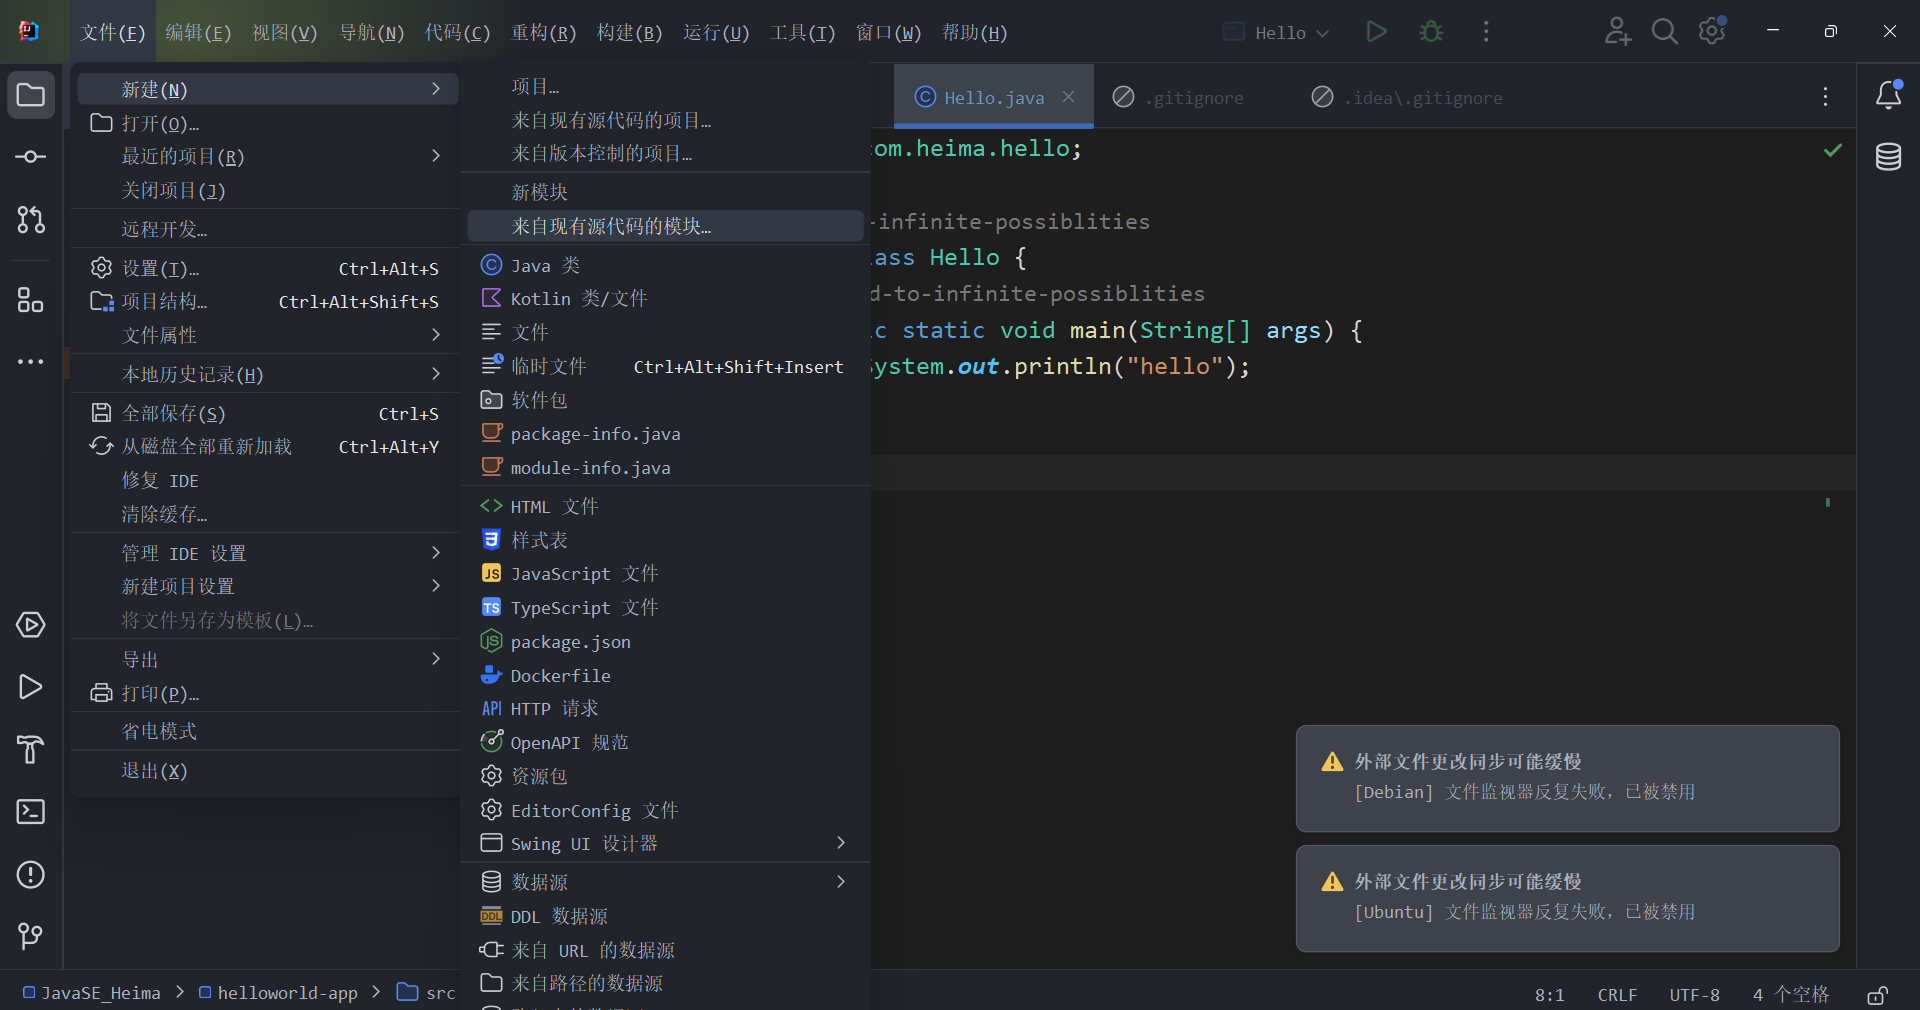 文件(F) 编辑(E) 视图(V) 导航(N) 代码(C) 重构(R) 构建(B) 运行(U) 工具(T) 窗口(W) 帮助(H) Hello
新建(N)
打开(O)…
最近的项目(R)
关闭项目(J)
远程开发…
设置(T)… Ctrl+Alt+S
项目结构… Ctrl+Alt+Shift+S
文件属性
本地历史记录(H)
全部保存(S) Ctrl+S
从磁盘全部重新加载 Ctrl+Alt+Y
修复 IDE
清除缓存…
管理 IDE 设置
新建项目设置
将文件另存为模板(L)…
导出
打印(P)…
省电模式
退出(X)
项目…
来自现有源代码的项目…
来自版本控制的项目…
新模块
来自现有源代码的模块…
Java 类
Kotlin 类/文件
文件
临时文件 Ctrl+Alt+Shift+Insert
软件包
package-info.java
module-info.java
HTML 文件
样式表
JS JavaScript 文件
TS TypeScript 文件
package.json
Dockerfile
API HTTP 请求
OpenAPI 规范
资源包
EditorConfig 文件
Swing UI 设计器
数据源
DDL DDL 数据源
来自 URL 的数据源
来自路径的数据源
Hello.java .gitignore .idea\.gitignore
com.heima.hello;
-infinite-possiblities
ass Hello {
d-to-infinite-possiblities
ic static void main(String[] args) {
System.out.println("hello");
外部文件更改同步可能缓慢
[Debian] 文件监视器反复失败，已被禁用
外部文件更改同步可能缓慢
[Ubuntu] 文件监视器反复失败，已被禁用
JavaSE_Heima > helloworld-app > src
8:1 CRLF UTF-8 4 个空格